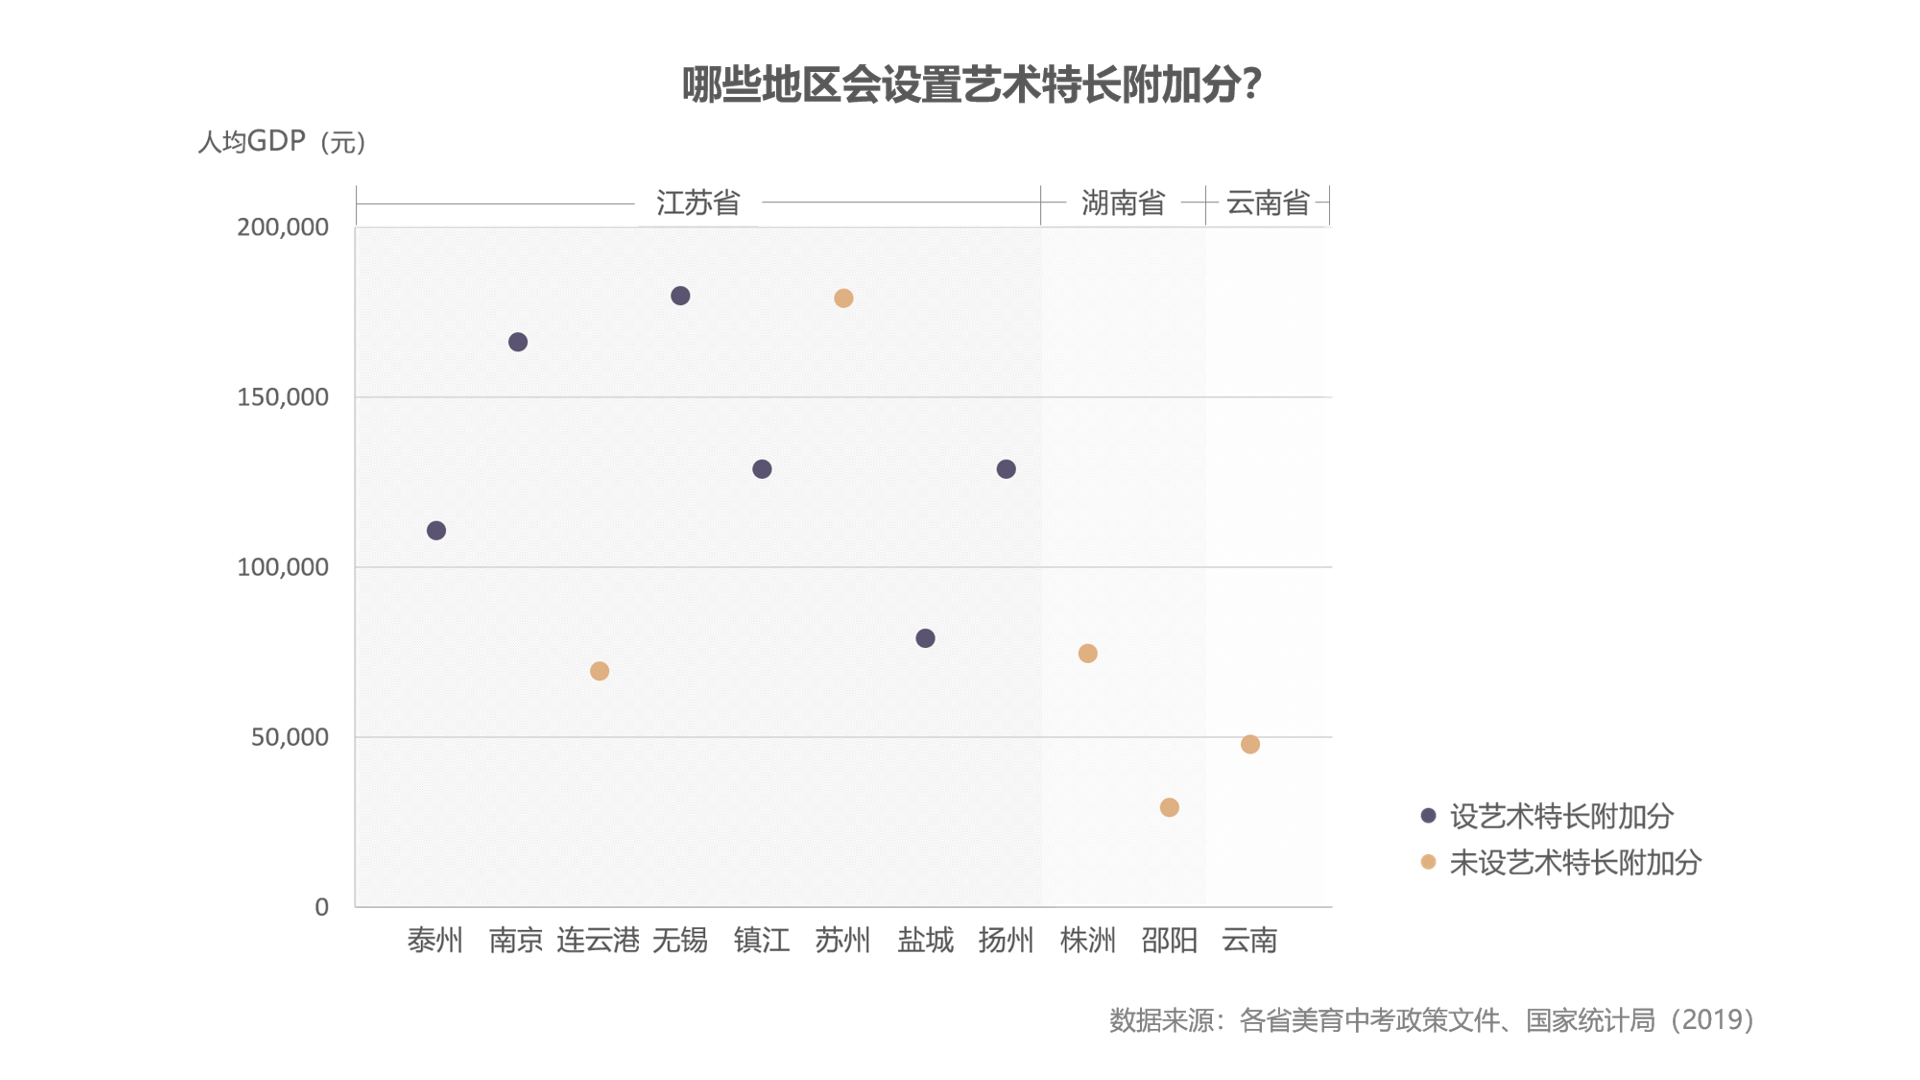 哪些地区会设置艺术特长附加分？
人均GDP（元）
江苏省 湖南省 云南省
200,000
150,000
100,000
50,000
0
泰州 南京 连云港 无锡 镇江 苏州 盐城 扬州 株洲 邵阳 云南
设艺术特长附加分
未设艺术特长附加分
数据来源：各省美育中考政策文件、国家统计局（2019）